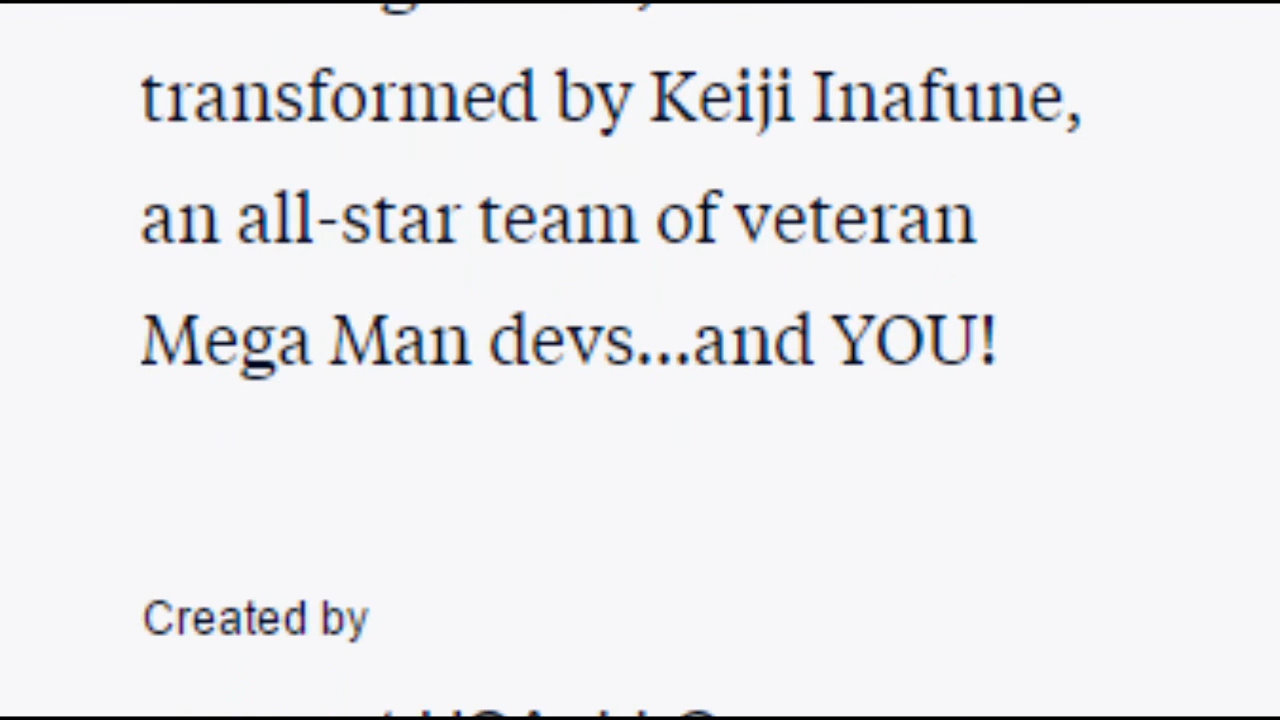 transformed by Keiji Inafune,
an all-star team of veteran
Mega Man devs...and YOU!
Created by